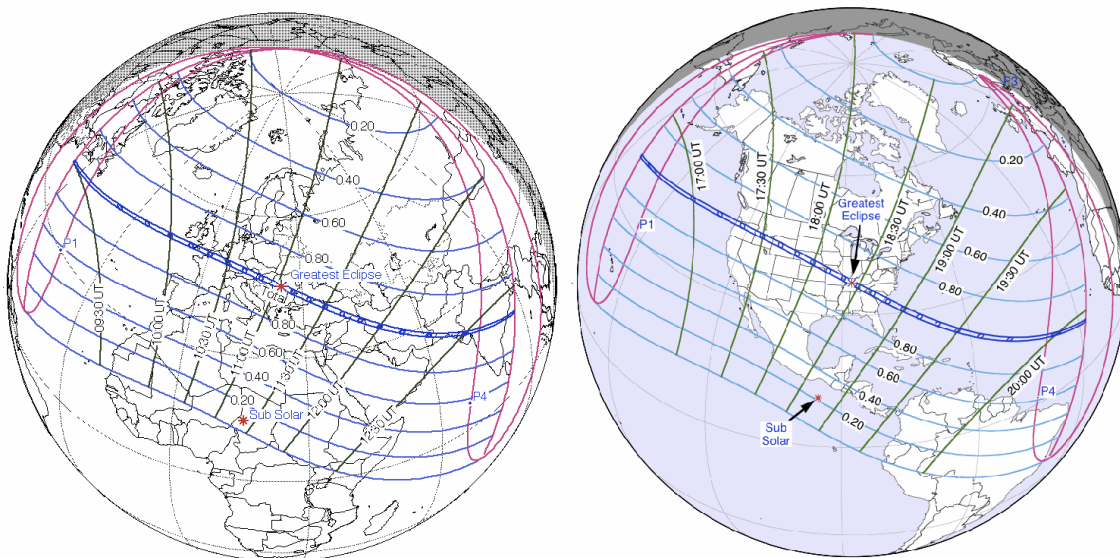 0.20
0.40
0.60
P1
0.80
Greatest Eclipse
Total
09:30 UT
10:00 UT
10:30 UT
11:00 UT
11:30 UT
12:00 UT
12:30 UT
0.80
0.60
0.40
0.20
P4
Sub Solar
P3
17:00 UT
17:30 UT
0.20
18:00 UT
Greatest
Eclipse
18:30 UT
0.40
P1
19:00 UT
0.60
19:30 UT
0.80
0.80
0.60
20:00 UT
P4
0.40
0.20
Sub
Solar